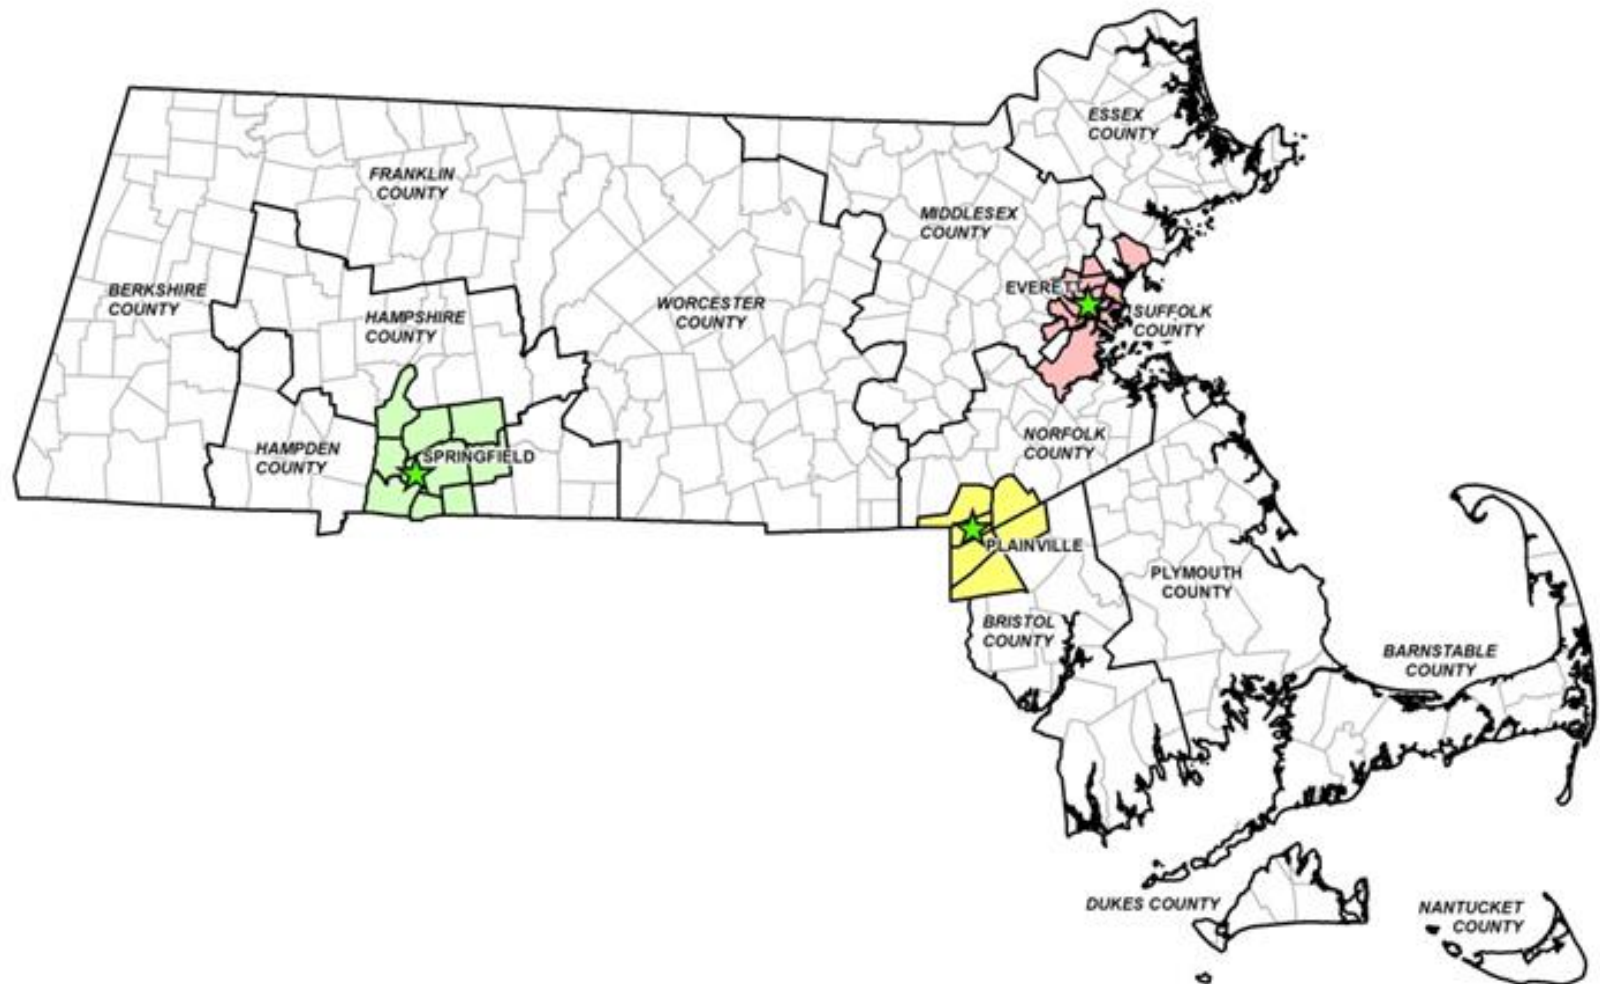 ESSEX
COUNTY
FRANKLIN
COUNTY
MIDDLESEX
COUNTY
BERKSHIRE
COUNTY
HAMPSHIRE
COUNTY
WORCESTER
COUNTY
EVERETT
SUFFOLK
COUNTY
HAMPDEN
COUNTY
SPRINGFIELD
NORFOLK
COUNTY
PLAINVILLE
PLYMOUTH
COUNTY
BRISTOL
COUNTY
BARNSTABLE
COUNTY
DUKES COUNTY
NANTUCKET
COUNTY